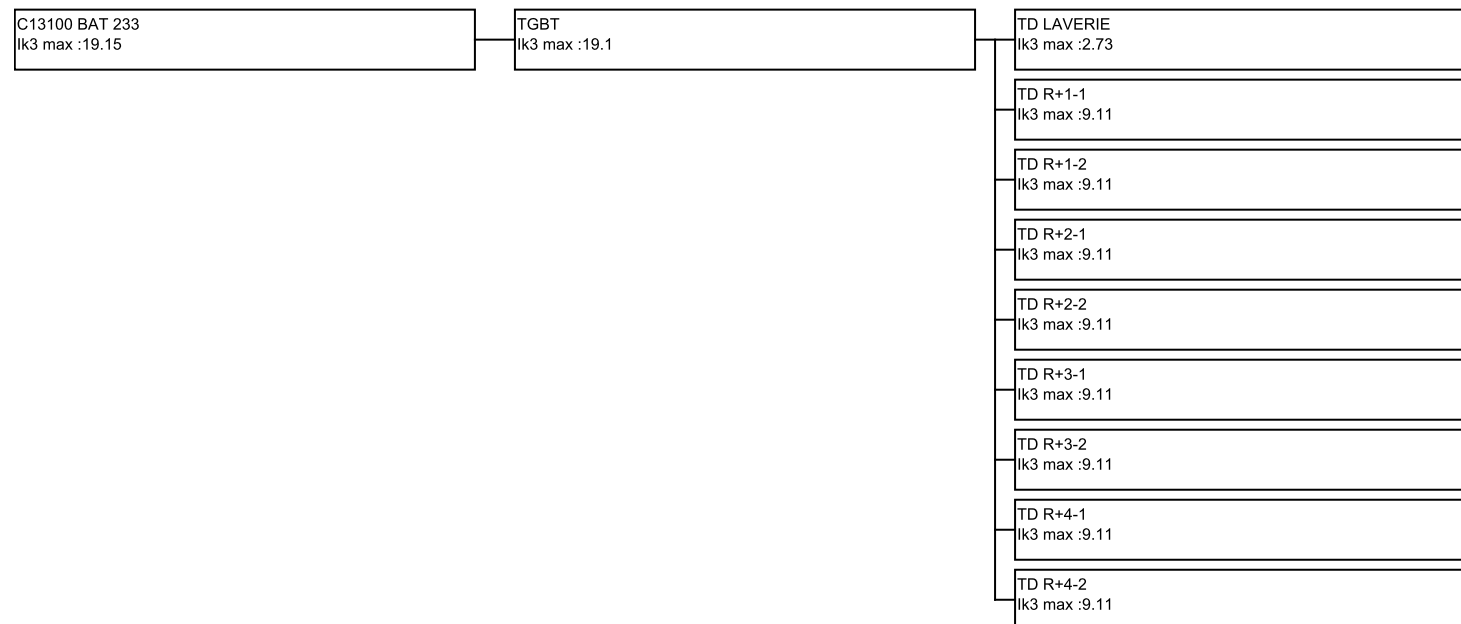 C13100 BAT 233
Ik3 max :19.15
TGBT
Ik3 max :19.1
TD LAVERIE
Ik3 max :2.73
TD R+1-1
Ik3 max :9.11
TD R+1-2
Ik3 max :9.11
TD R+2-1
Ik3 max :9.11
TD R+2-2
Ik3 max :9.11
TD R+3-1
Ik3 max :9.11
TD R+3-2
Ik3 max :9.11
TD R+4-1
Ik3 max :9.11
TD R+4-2
Ik3 max :9.11